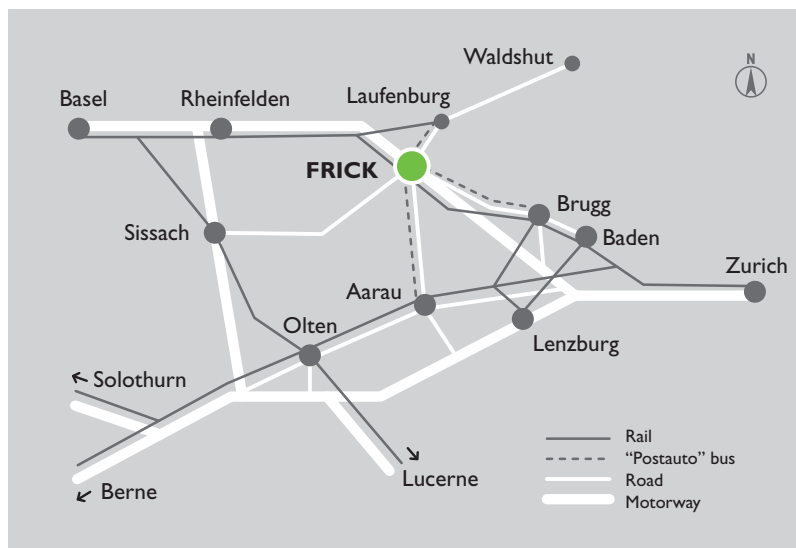 Waldshut
N
Basel
Rheinfelden
Laufenburg
FRICK
Brugg
Sissach
Baden
Zurich
Aarau
Olten
Lenzburg
Solothurn
Rail
"Postauto" bus
Lucerne
Road
Berne
Motorway